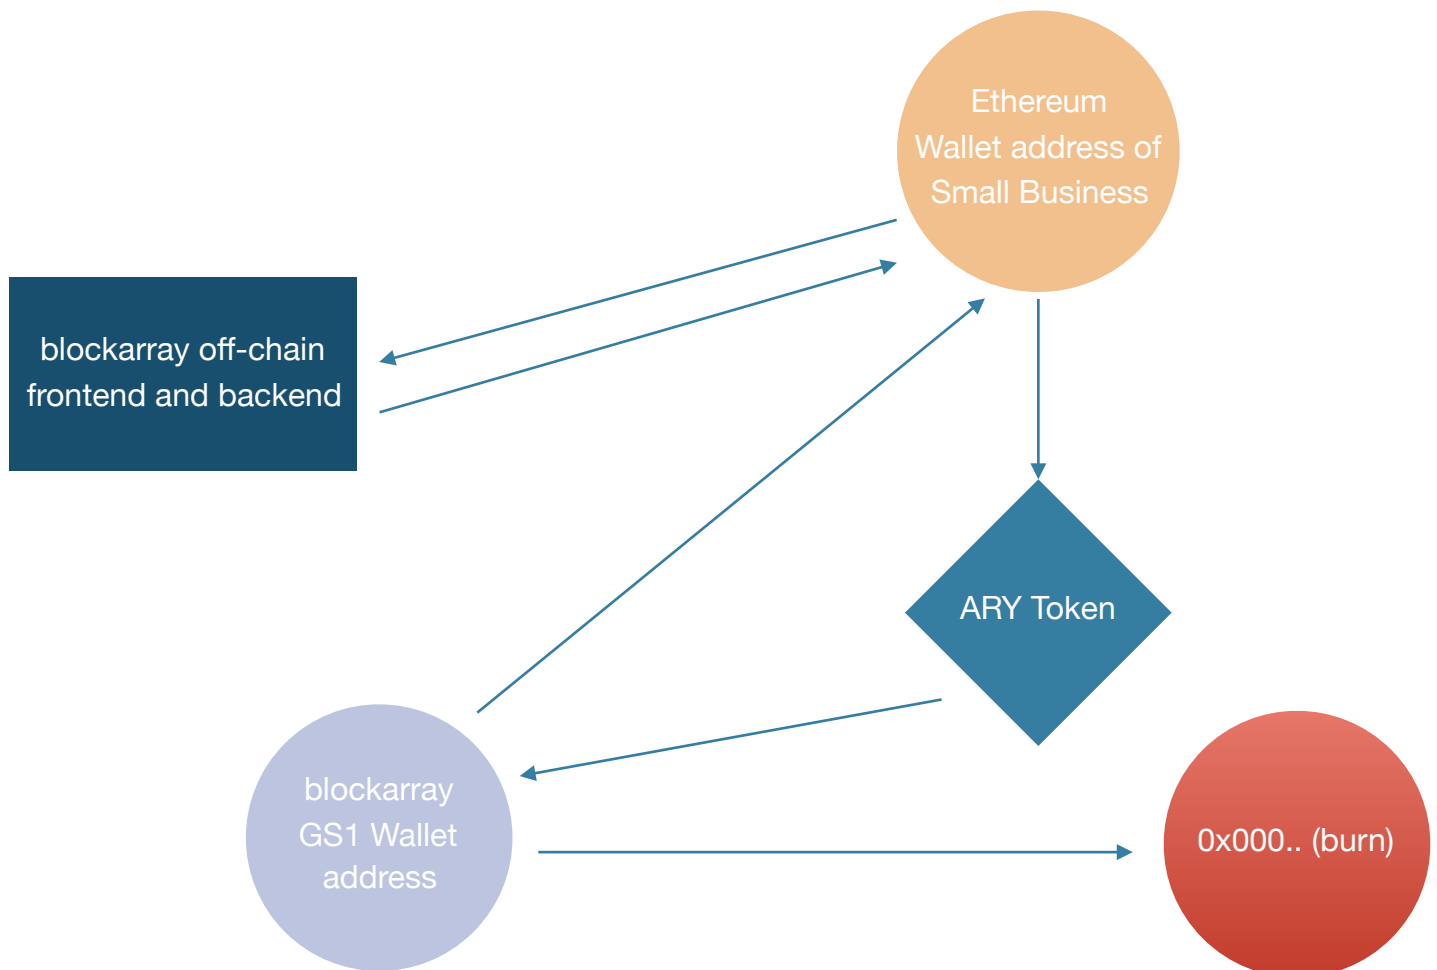 Ethereum
Wallet address of
Small Business
blockarray off-chain
frontend and backend
ARY Token
blockarray
GS1 Wallet
address
0x000.. (burn)